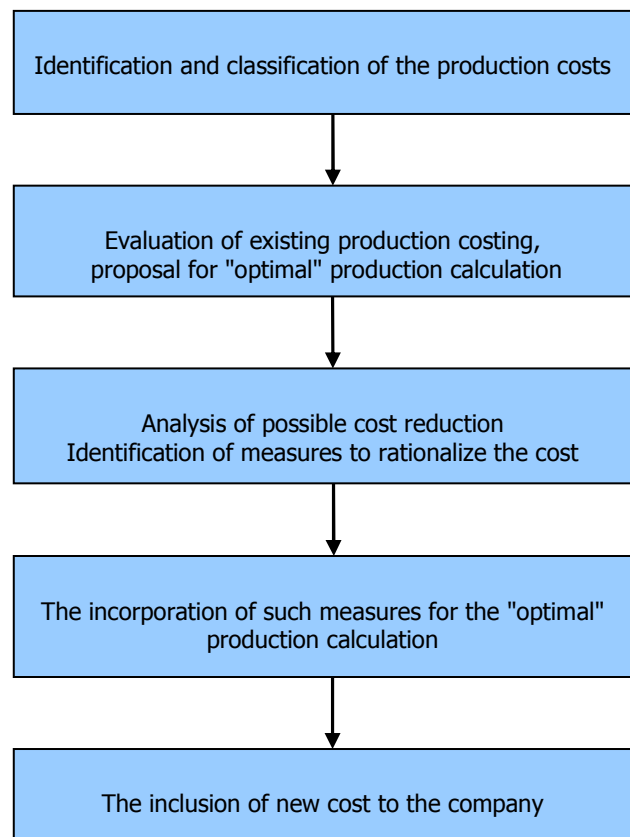 Identification and classification of the production costs
Evaluation of existing production costing,
proposal for "optimal" production calculation
Analysis of possible cost reduction
Identification of measures to rationalize the cost
The incorporation of such measures for the "optimal"
production calculation
The inclusion of new cost to the company